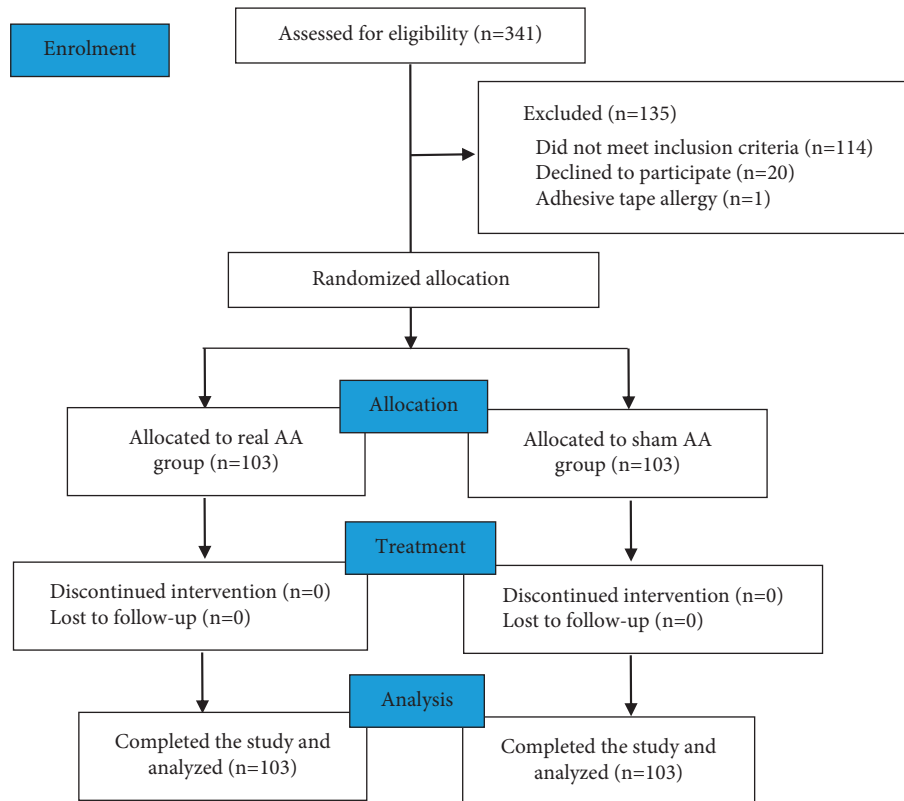 Assessed for eligibility (n=341)
Enrolment
Excluded (n=135)
Did not meet inclusion criteria (n=114)
Declined to participate (n=20)
Adhesive tape allergy (n=1)
Randomized allocation
Allocation
Allocated to real AA
group (n=103)
Allocated to sham AA
group (n=103)
Treatment
Discontinued intervention (n=0)
Lost to follow-up (n=0)
Discontinued intervention (n=0)
Lost to follow-up (n=0)
Analysis
Completed the study and
analyzed (n=103)
Completed the study and
analyzed (n=103)